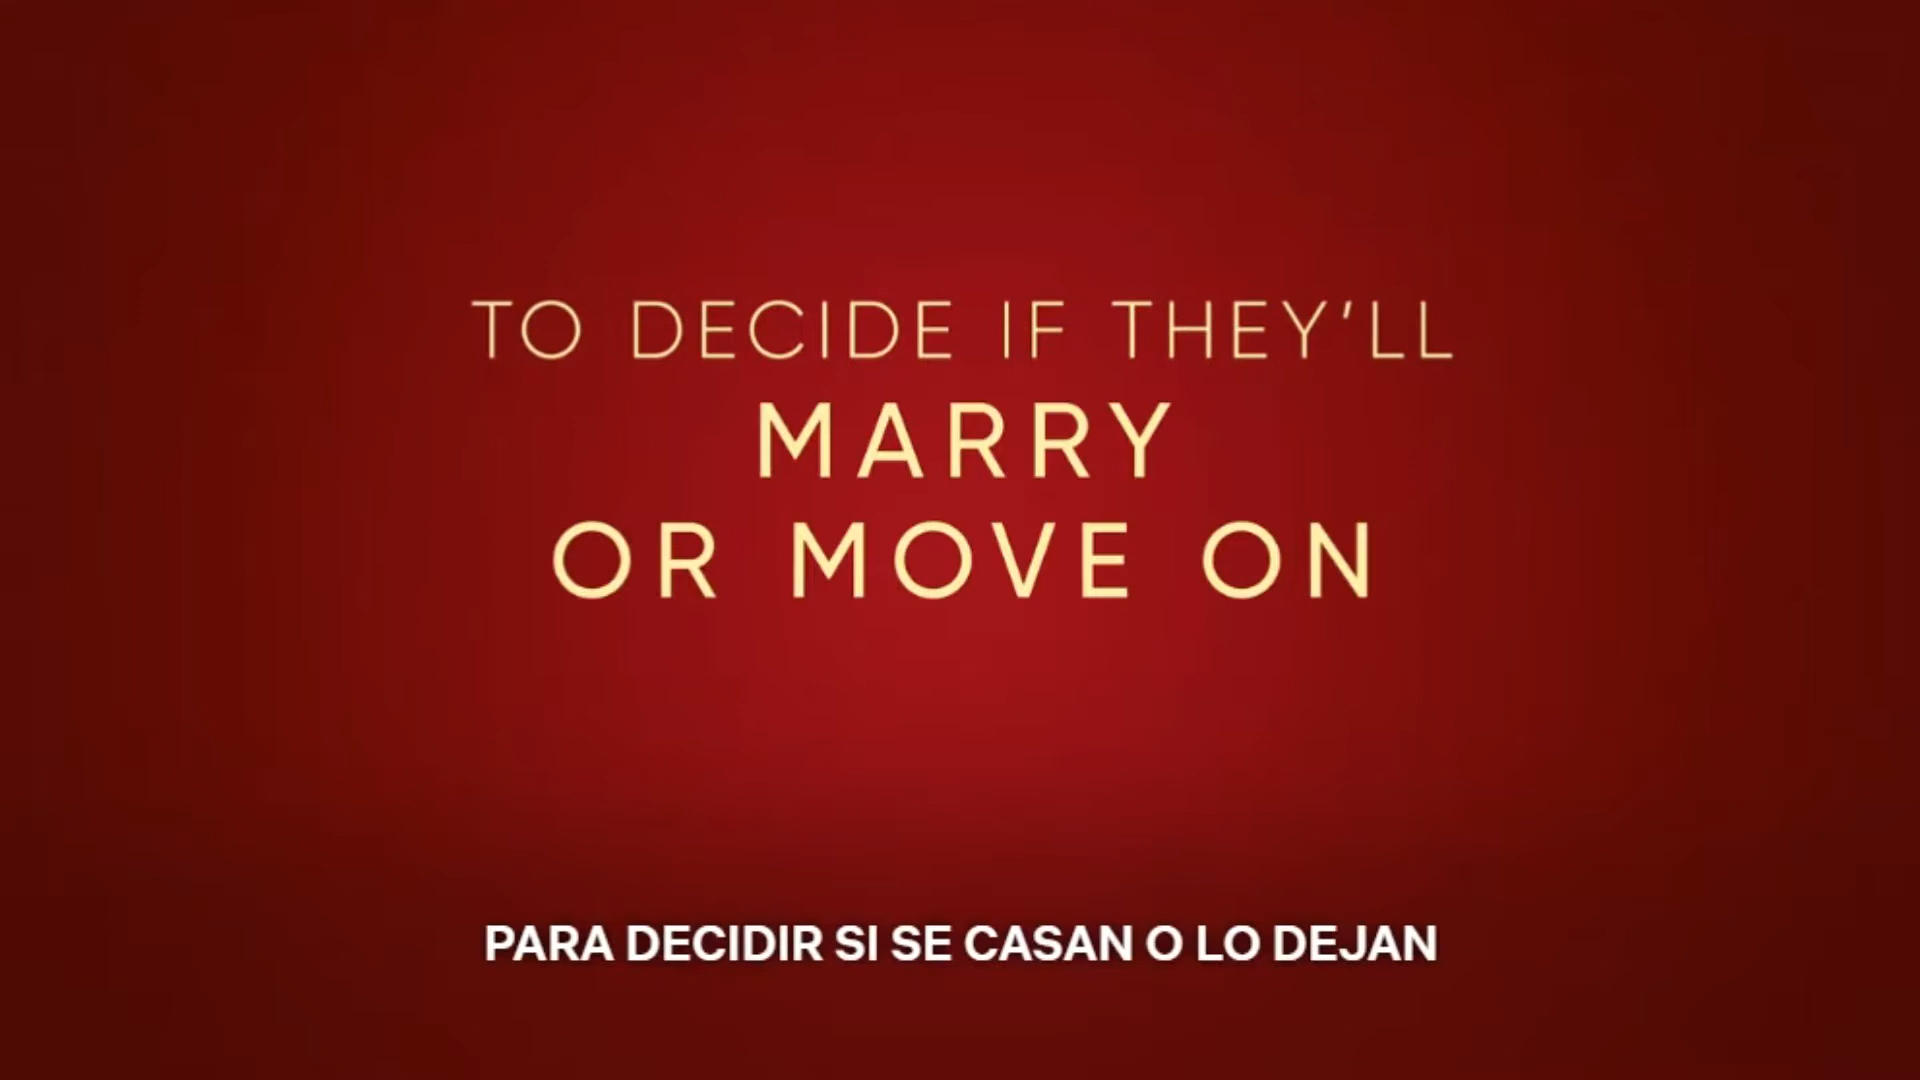 TO DECIDE IF THEY'LL
MARRY
OR MOVE ON
PARA DECIDIR SI SE CASAN O LO DEJAN